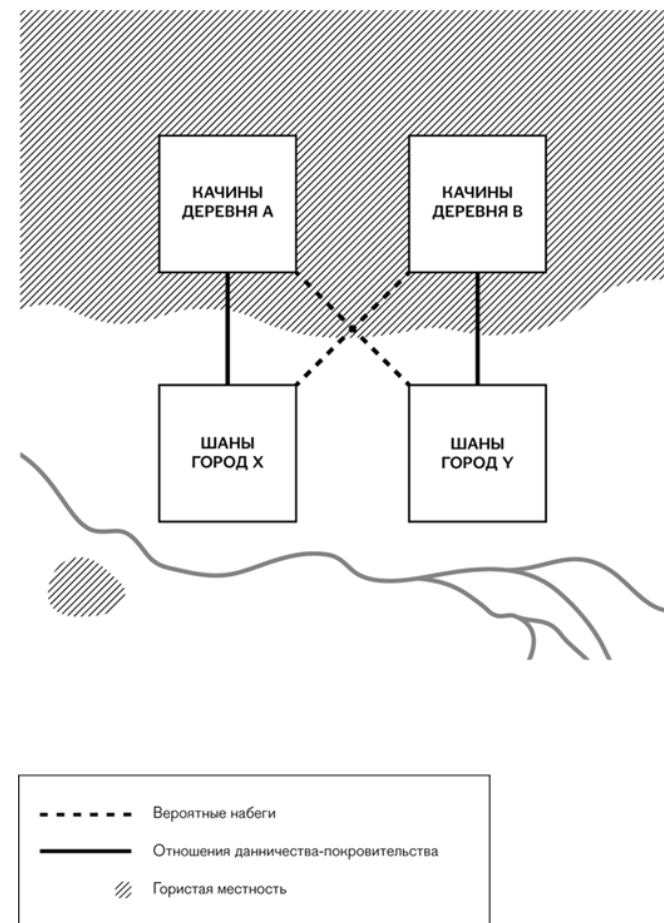 КАЧИНЫ
ДЕРЕВНЯ А
КАЧИНЫ
ДЕРЕВНЯ В
ШАНЫ
ГОРОД X
ШАНЫ
ГОРОД Y
Вероятные набеги
Отношения данничества-покровительства
Гористая местность